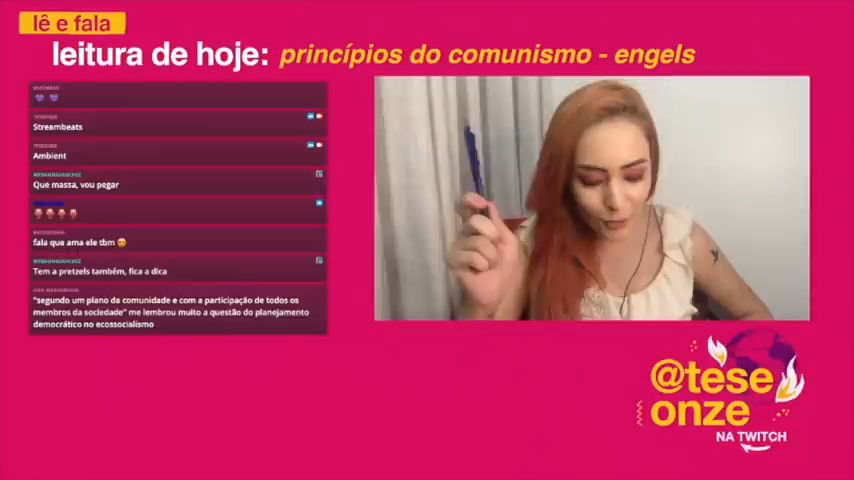 lê e fala
leitura de hoje: princípios do comunismo - engels
Streambeats
Ambient
Que massa, vou pegar
fala que ama ele tbm
Tem a pretzels também, fica a dica
"segundo um plano da comunidade e com a participação de todos os
membros da sociedade" me lembrou muito a questão do planejamento
democrático no ecossocialismo
@tese
onze
NA TWITCH